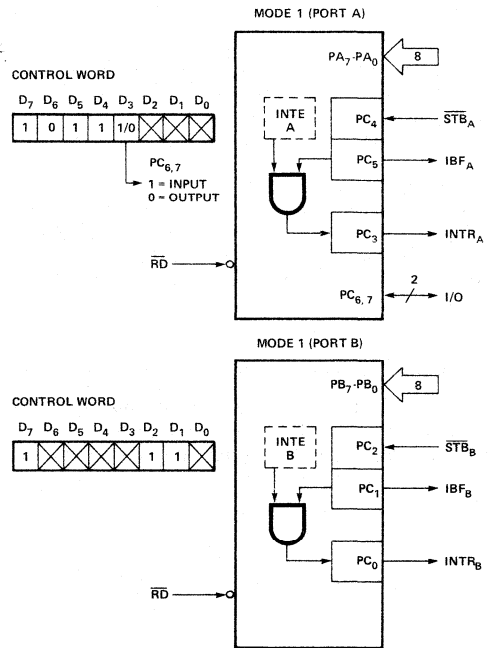 MODE 1 (PORT A)
PA7-PA0
8
CONTROL WORD
D7 D6 D5 D4 D3 D2 D1 D0
1 0 1 1 1/0
PC6,7
1 = INPUT
0 = OUTPUT
INTE
A
PC4
STBA
PC5
IBFA
PC3
INTRA
RD
2
PC6, 7
I/O
MODE 1 (PORT B)
PB7-PB0
8
CONTROL WORD
D7 D6 D5 D4 D3 D2 D1 D0
1 1 1
INTE
B
PC2
STBB
PC1
IBFB
PC0
INTRB
RD